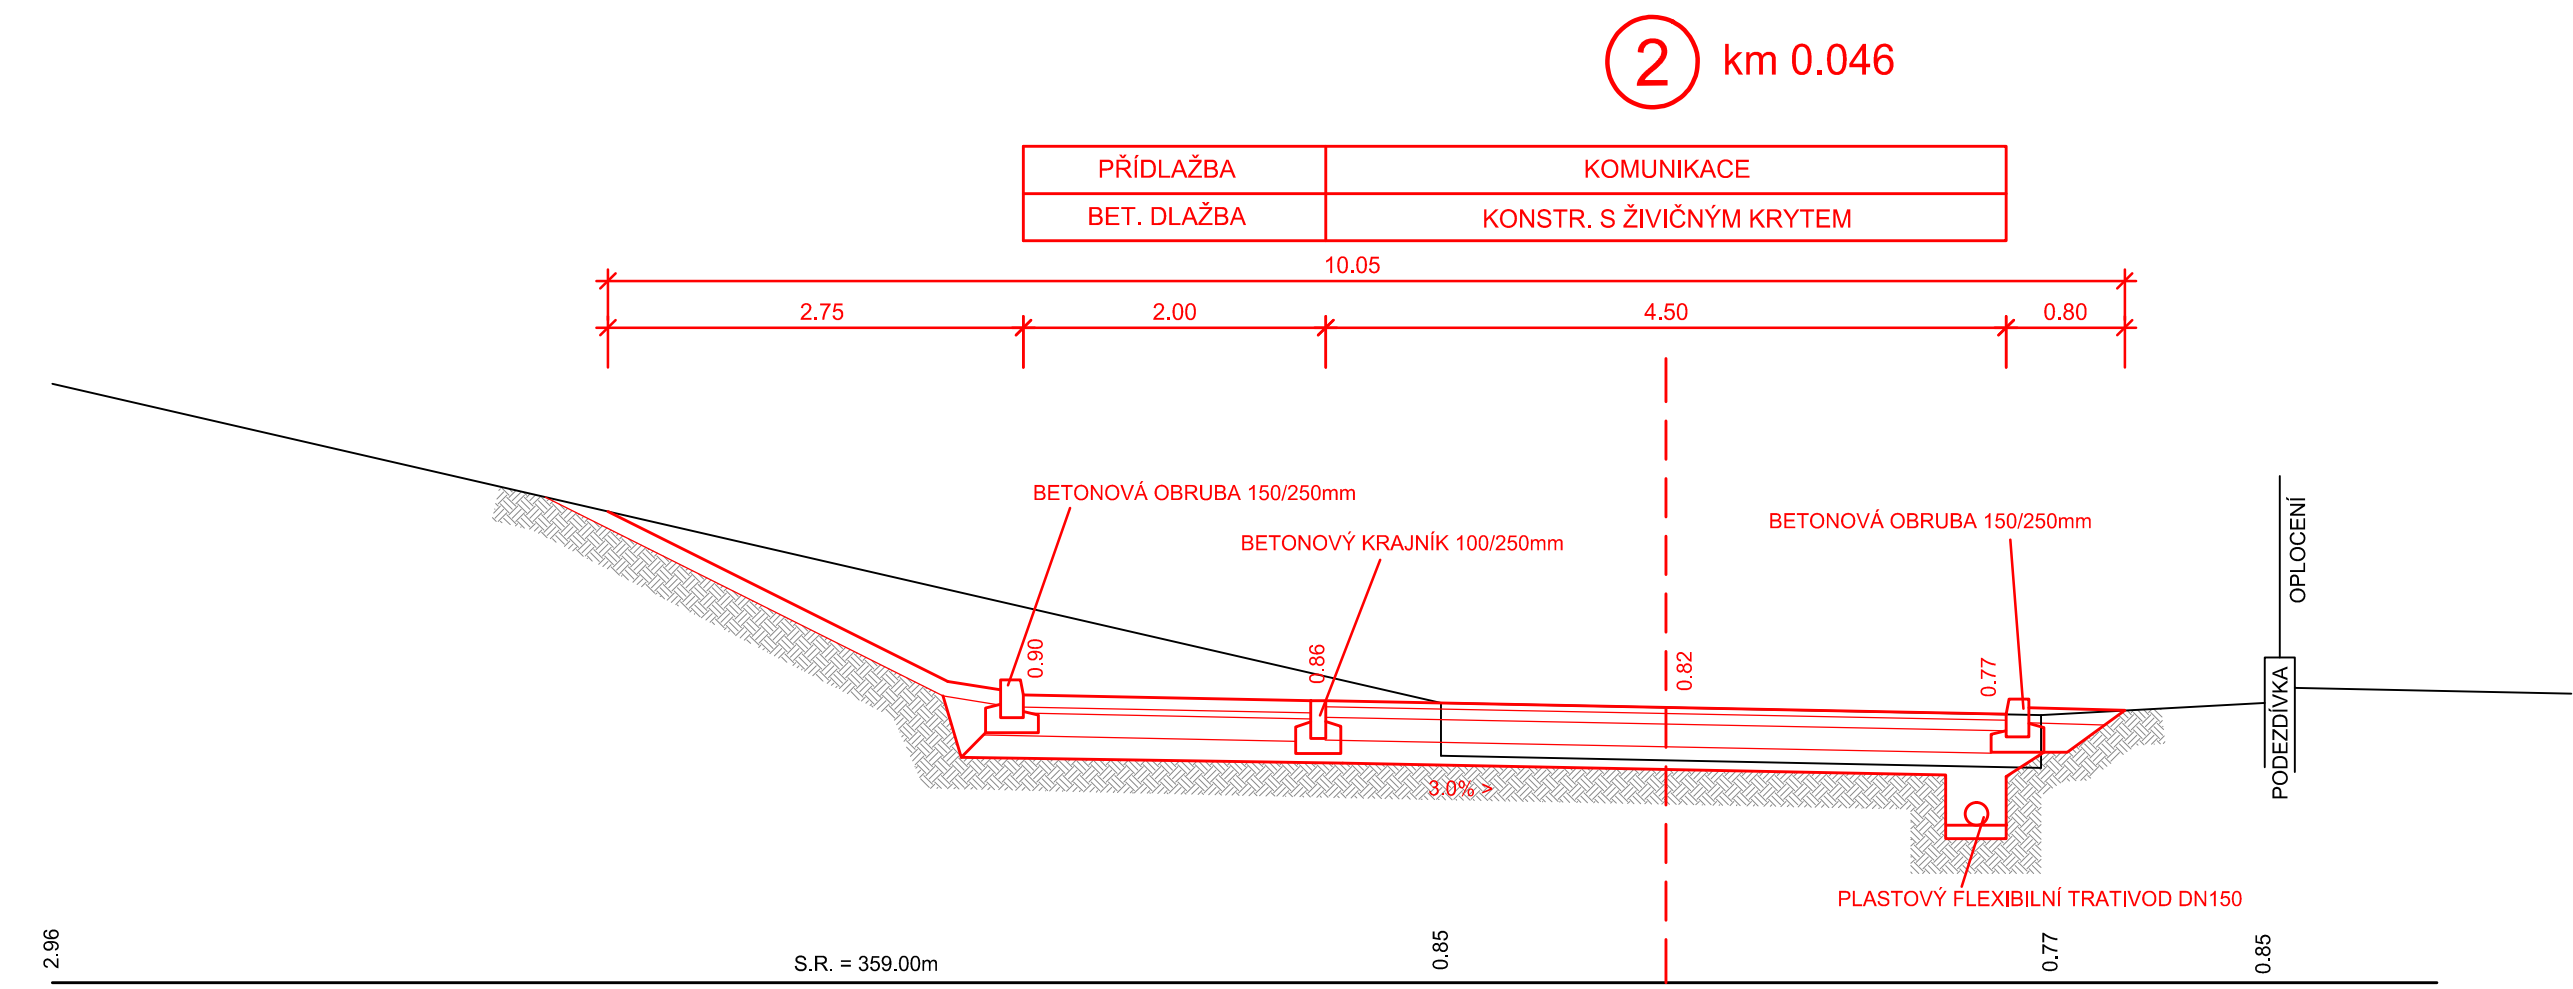 2 km 0.046
PŘÍDLAŽBA KOMUNIKACE
BET. DLAŽBA KONSTR. S ŽIVIČNÝM KRYTEM
10.05
2.75 2.00 4.50 0.80
BETONOVÁ OBRUBA 150/250mm
BETONOVÝ KRAJNÍK 100/250mm
BETONOVÁ OBRUBA 150/250mm
OPLOCENÍ
0.90 0.86 0.82 0.77
PODEZDÍVKA
3.0% >
PLASTOVÝ FLEXIBILNÍ TRATIVOD DN150
2.96 0.85 0.77 0.85
S.R. = 359.00m